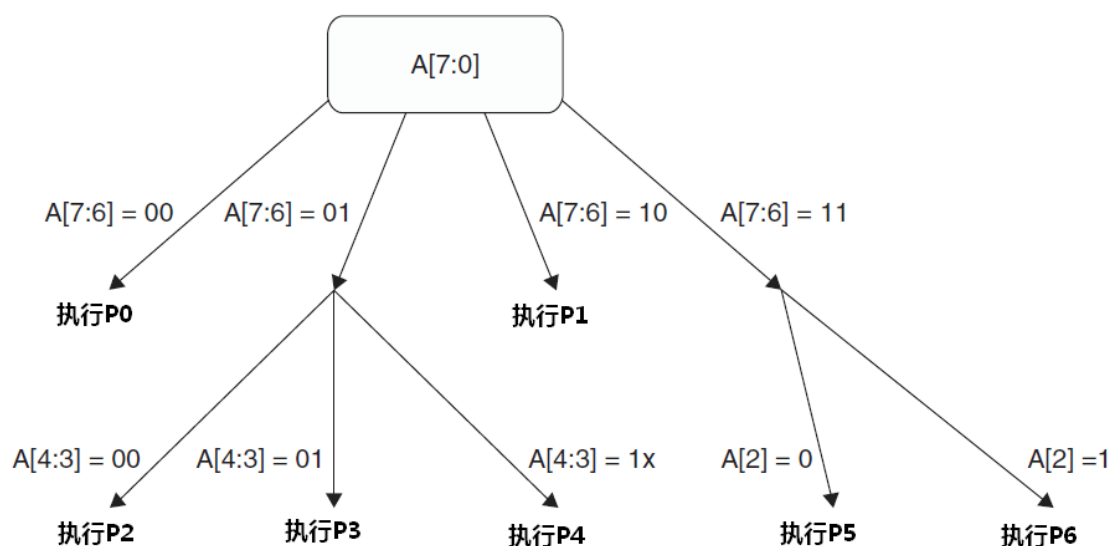 A[7:0]
A[7:6] = 00
A[7:6] = 01
A[7:6] = 10
A[7:6] = 11
执行P0
执行P1
A[4:3] = 00
A[4:3] = 01
A[4:3] = 1x
A[2] = 0
A[2] =1
执行P2
执行P3
执行P4
执行P5
执行P6